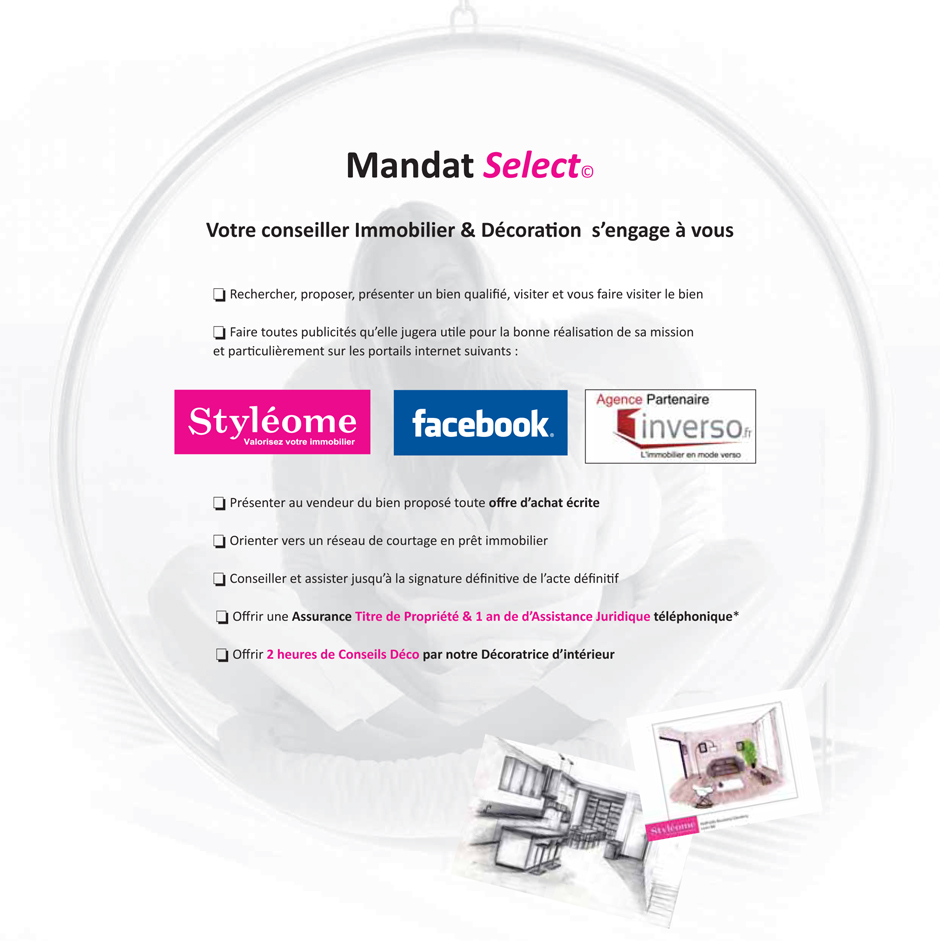 Mandat Select©
Votre conseiller Immobilier & Décoration s’engage à vous
❏ Rechercher, proposer, présenter un bien qualifié, visiter et vous faire visiter le bien
❏ Faire toutes publicités qu’elle jugera utile pour la bonne réalisation de sa mission
et particulièrement sur les portails internet suivants :
Styléome
Valorisez votre immobilier
facebook®
Agence Partenaire
inverso.fr
L'immobilier en mode verso
❏ Présenter au vendeur du bien proposé toute offre d’achat écrite
❏ Orienter vers un réseau de courtage en prêt immobilier
❏ Conseiller et assister jusqu’à la signature définitive de l’acte définitif
❏ Offrir une Assurance Titre de Propriété & 1 an de d’Assistance Juridique téléphonique*
❏ Offrir 2 heures de Conseils Déco par notre Décoratrice d’intérieur
Styléome